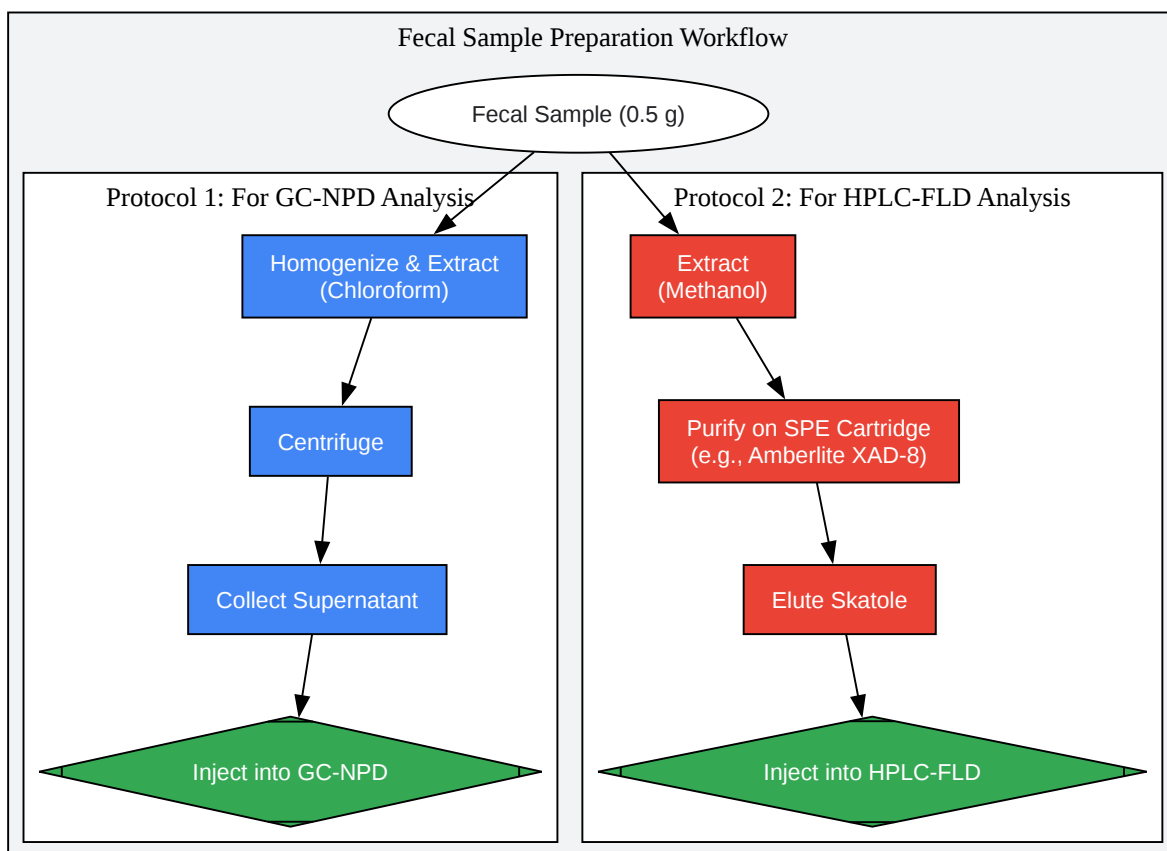 Fecal Sample Preparation Workflow
Fecal Sample (0.5 g)
Protocol 1: For GC-NPD Analysis
Homogenize & Extract
(Chloroform)
Centrifuge
Collect Supernatant
Inject into GC-NPD
Protocol 2: For HPLC-FLD Analysis
Extract
(Methanol)
Purify on SPE Cartridge
(e.g., Amberlite XAD-8)
Elute Skatole
Inject into HPLC-FLD